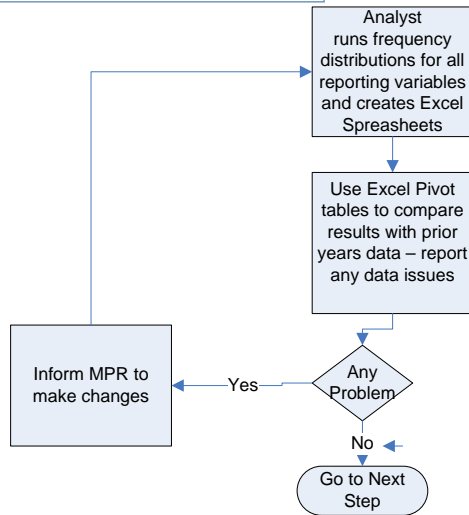 Analyst
runs frequency
distributions for all
reporting variables
and creates Excel
Spreasheets
Use Excel Pivot
tables to compare
results with prior
years data – report
any data issues
Any
Problem
Yes
Inform MPR to
make changes
No
Go to Next
Step